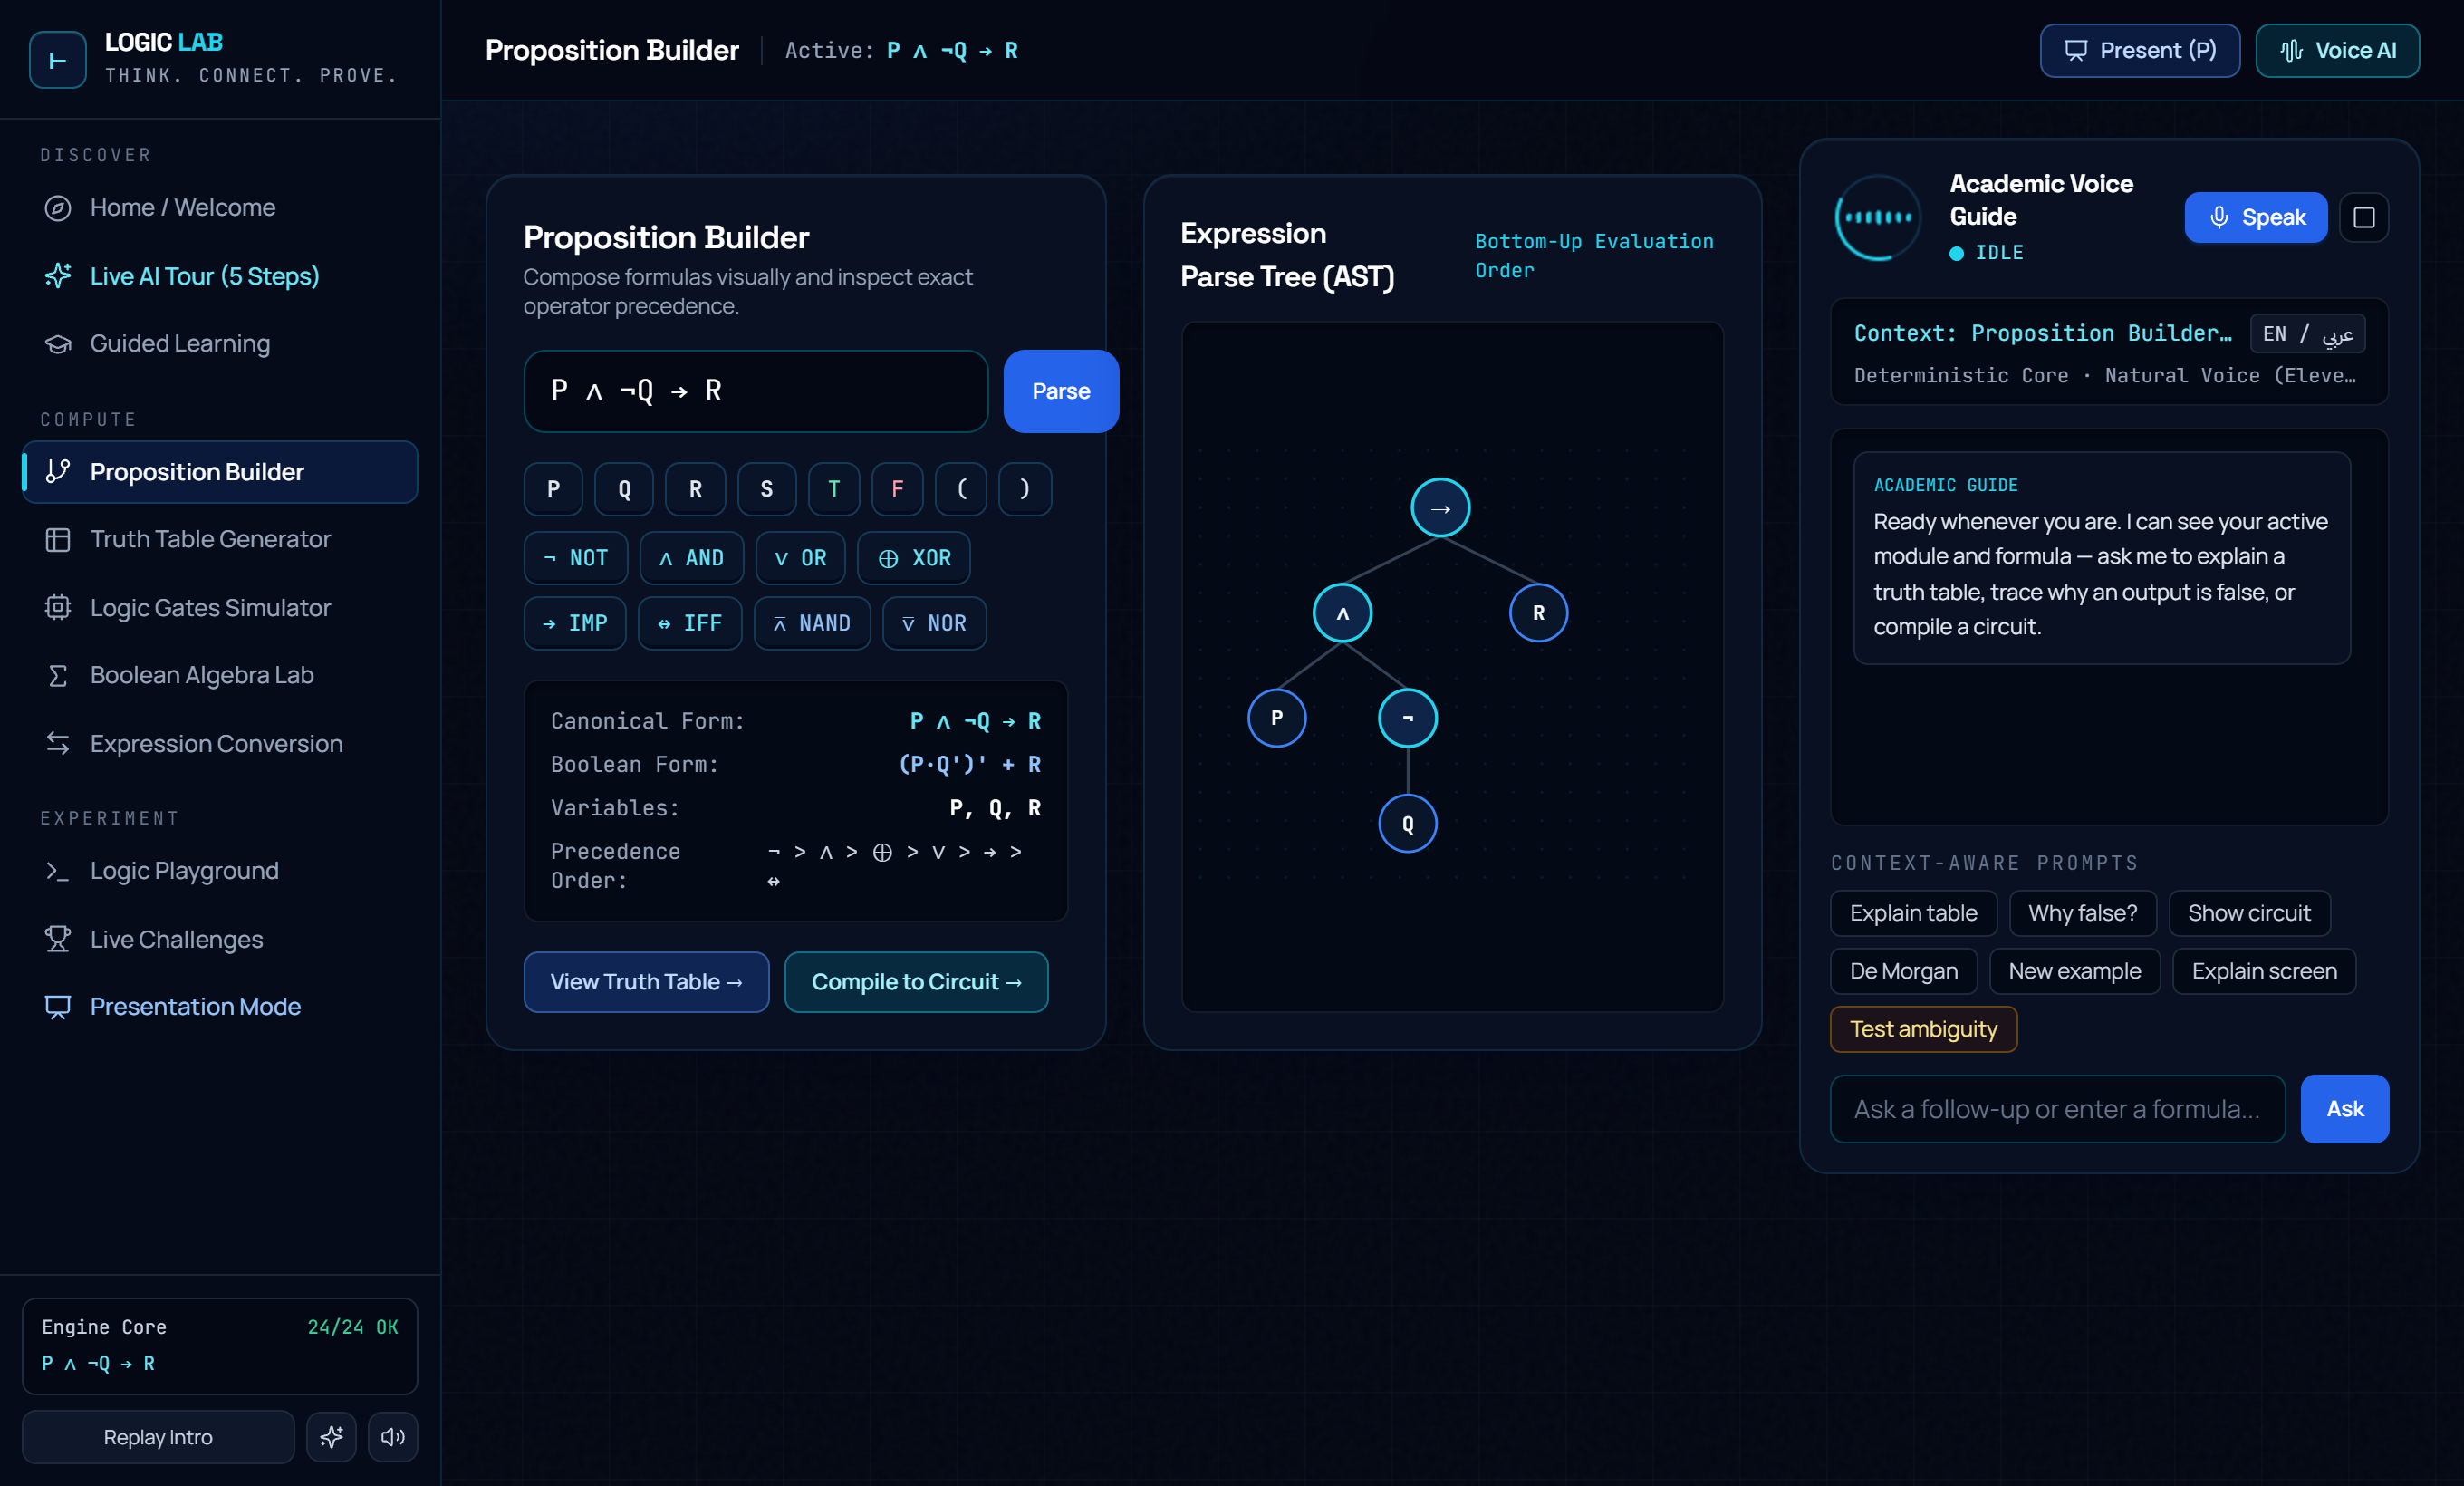 ⊢
LOGIC LAB
THINK. CONNECT. PROVE.
DISCOVER
Home / Welcome
Live AI Tour (5 Steps)
Guided Learning
COMPUTE
Proposition Builder
Truth Table Generator
Logic Gates Simulator
Boolean Algebra Lab
Expression Conversion
EXPERIMENT
Logic Playground
Live Challenges
Presentation Mode
Engine Core 24/24 OK
P ∧ ¬Q → R
Replay Intro
Proposition Builder Active: P ∧ ¬Q → R
Present (P) Voice AI
Proposition Builder
Compose formulas visually and inspect exact
operator precedence.
P ∧ ¬Q → R Parse
P Q R S T F ( )
¬ NOT ∧ AND ∨ OR ⊕ XOR
→ IMP ↔ IFF ⊼ NAND ⊽ NOR
Canonical Form: P ∧ ¬Q → R
Boolean Form: (P·Q')' + R
Variables: P, Q, R
Precedence Order: ¬ > ∧ > ⊕ > ∨ > → > ↔
View Truth Table →
Compile to Circuit →
Expression
Parse Tree (AST)
Bottom-Up Evaluation
Order
→
∧ R
P ¬
Q
Academic Voice
Guide
IDLE
Speak
Context: Proposition Builder…
EN / عربي
Deterministic Core · Natural Voice (Eleve…
ACADEMIC GUIDE
Ready whenever you are. I can see your active
module and formula — ask me to explain a
truth table, trace why an output is false, or
compile a circuit.
CONTEXT-AWARE PROMPTS
Explain table Why false? Show circuit
De Morgan New example Explain screen
Test ambiguity
Ask a follow-up or enter a formula... Ask